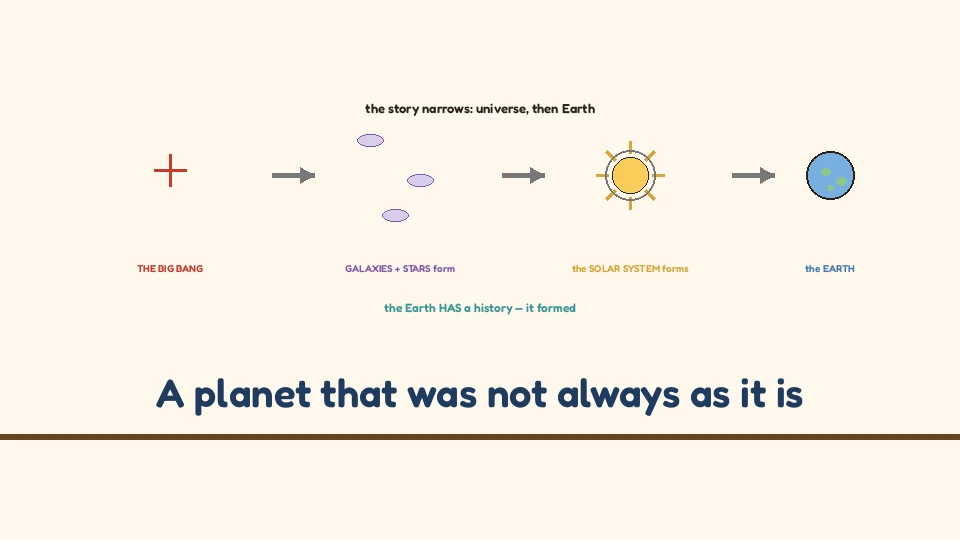 the story narrows: universe, then Earth
THE BIG BANG
GALAXIES + STARS form
the SOLAR SYSTEM forms
the EARTH
the Earth HAS a history — it formed
A planet that was not always as it is